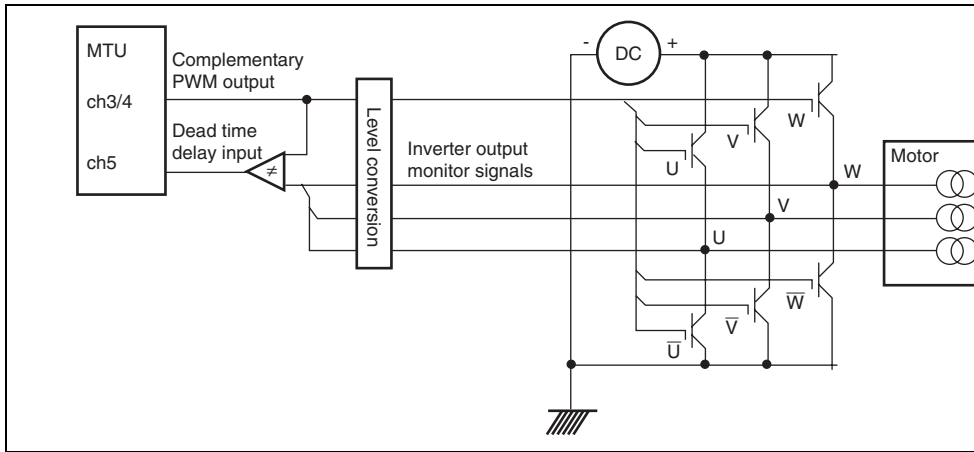 MTU
ch3/4
ch5
Complementary
PWM output
Dead time
delay input
≠
Level conversion
Inverter output
monitor signals
-
DC
+
W
V
U
W
V
U
W̅
V̅
U̅
Motor